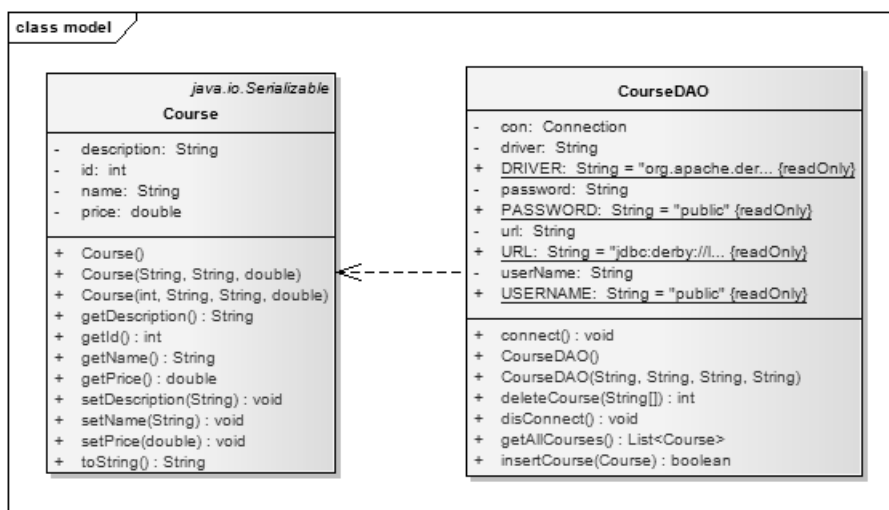 class model
java.io.Serializable
Course
- description: String
- id: int
- name: String
- price: double
+ Course()
+ Course(String, String, double)
+ Course(int, String, String, double)
+ getDescription() : String
+ getId() : int
+ getName() : String
+ getPrice() : double
+ setDescription(String) : void
+ setName(String) : void
+ setPrice(double) : void
+ toString() : String
CourseDAO
- con: Connection
- driver: String
+ DRIVER: String = "org.apache.der... {readOnly}
- password: String
+ PASSWORD: String = "public" {readOnly}
- url: String
+ URL: String = "jdbc:derby://l... {readOnly}
- userName: String
+ USERNAME: String = "public" {readOnly}
+ connect() : void
+ CourseDAO()
+ CourseDAO(String, String, String, String)
+ deleteCourse(String[]) : int
+ disConnect() : void
+ getAllCourses() : List<Course>
+ insertCourse(Course) : boolean